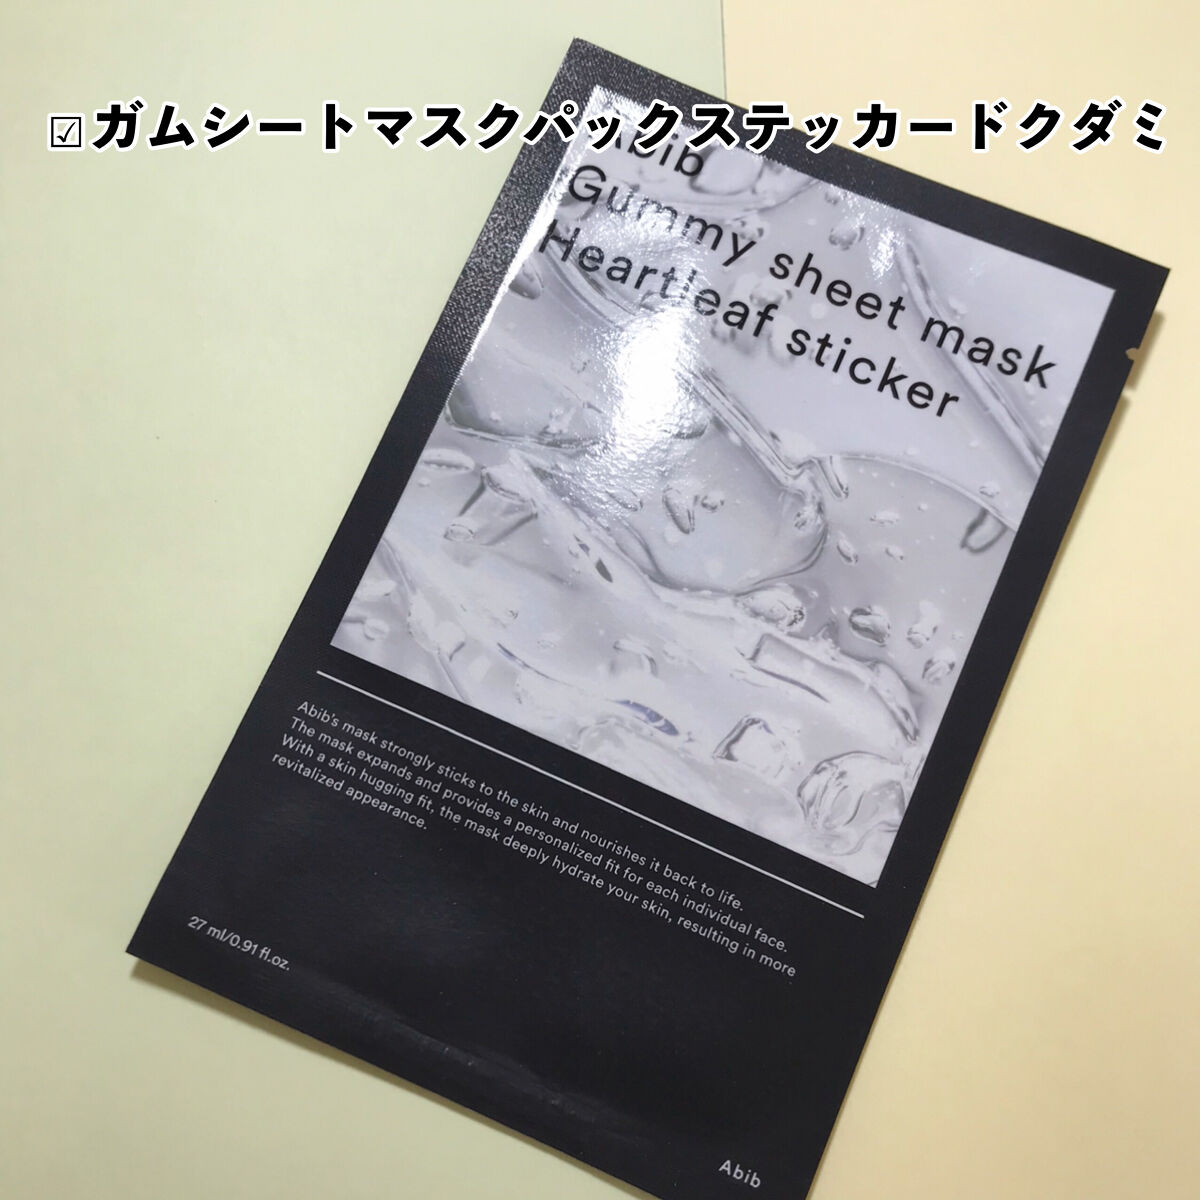 ☑ガムシートマスクパックステッカードクダミ
Abib
Gummy sheet mask
Heartleaf sticker
Abib's mask strongly sticks to the skin and nourishes it back to life.
The mask expands and provides a personalized fit for each individual face.
With a skin hugging fit, the mask deeply hydrate your skin, resulting in more
revitalized appearance.
27 ml/0.91 fl.oz.
Abib